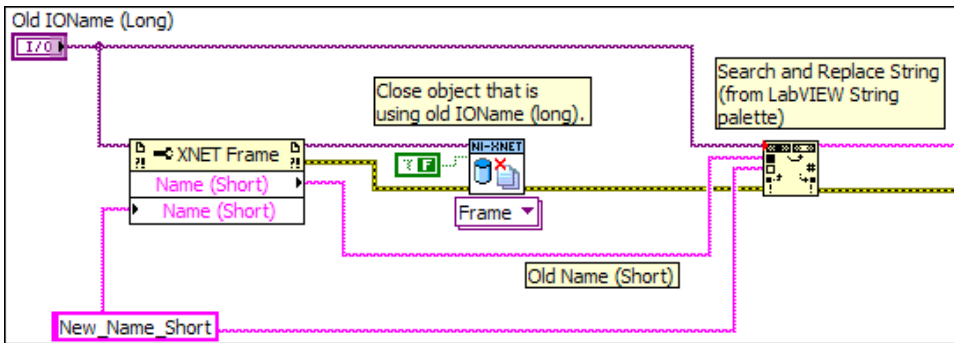 Old IOName (Long)
I/O
Close object that is
using old IOName (long).
Search and Replace String
(from LabVIEW String
palette)
XNET Frame
Name (Short)
Name (Short)
NI-XNET
? F
Frame
Old Name (Short)
New_Name_Short